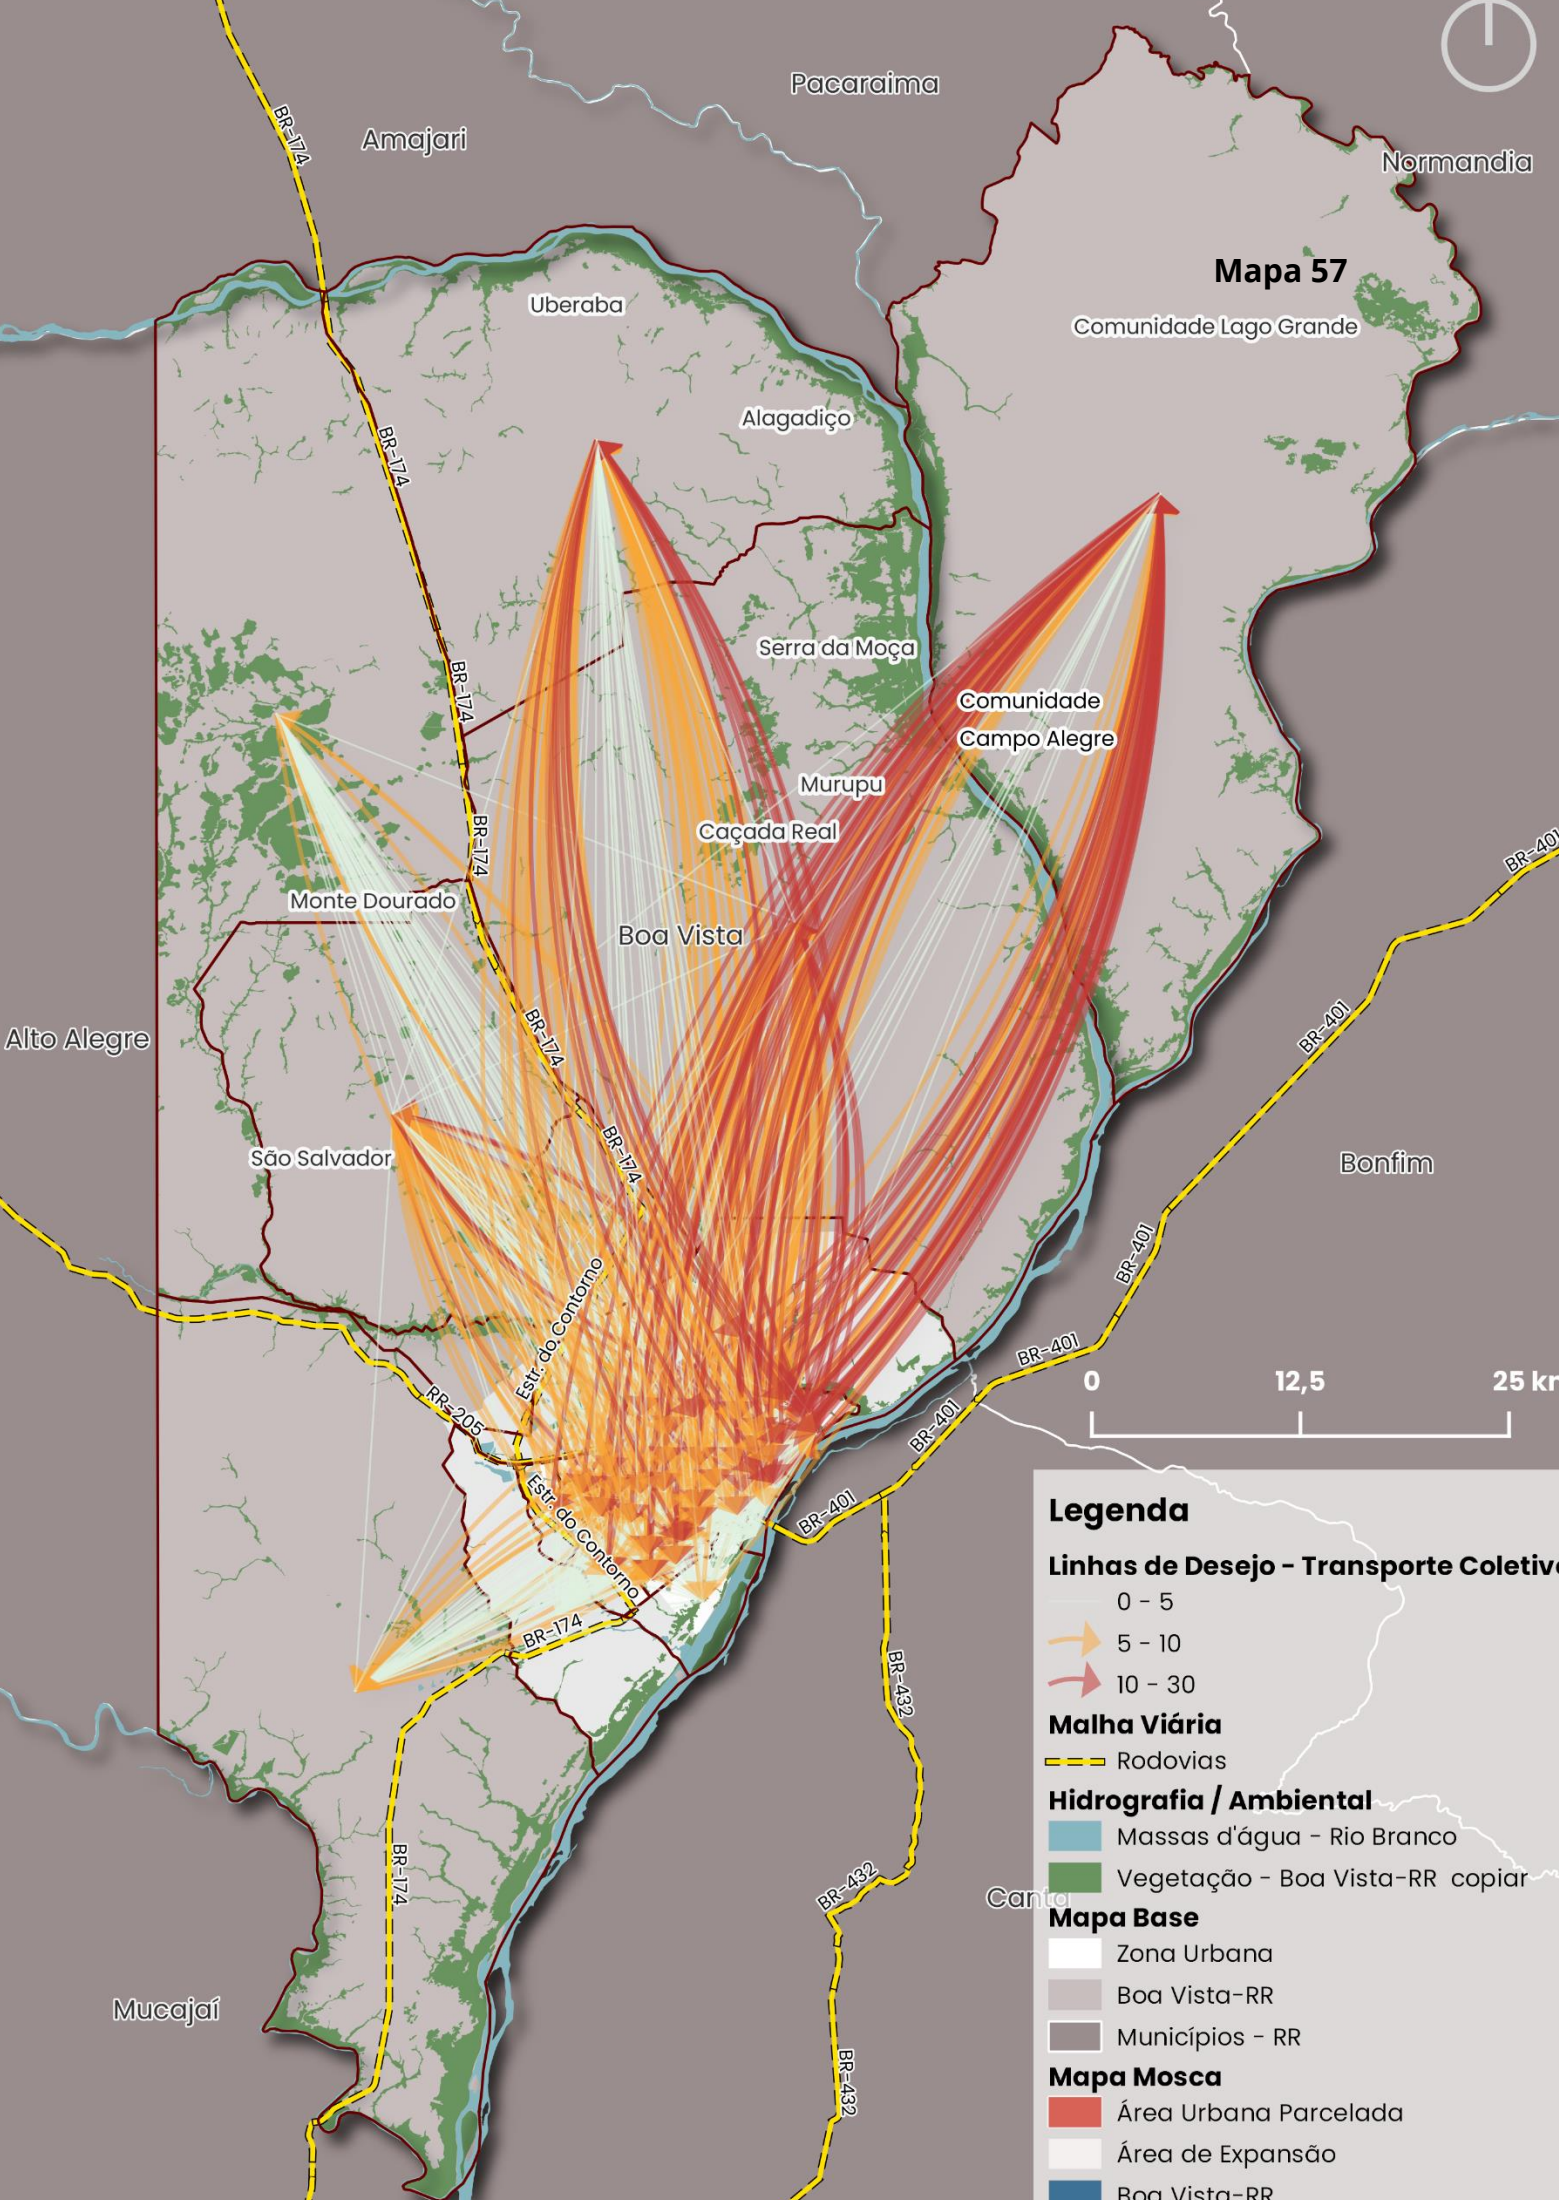 Pacaraima
Amajari
BR-174
Normandia
Mapa 57
Uberaba
Comunidade Lago Grande
Alagadiço
BR-174
Serra da Moça
BR-174
Comunidade
Campo Alegre
Murupu
Caçada Real
BR-174
BR-401
Monte Dourado
Boa Vista
Alto Alegre
BR-174
BR-401
São Salvador
BR-174
Bonfim
BR-401
Estr. do Contorno
BR-401
0 12,5 25 km
RR-205
BR-401
Estr. do Contorno
BR-401
BR-174
BR-432
BR-174
BR-432
Mucajaí
BR-432
Legenda
Linhas de Desejo - Transporte Coletivo
0 - 5
5 - 10
10 - 30
Malha Viária
Rodovias
Hidrografia / Ambiental
Massas d'água - Rio Branco
Vegetação - Boa Vista-RR copiar
Cantá
Mapa Base
Zona Urbana
Boa Vista-RR
Municípios - RR
Mapa Mosca
Área Urbana Parcelada
Área de Expansão
Boa Vista-RR